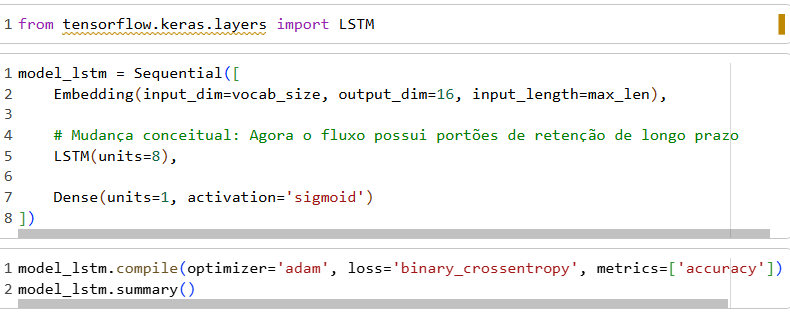 1 from tensorflow.keras.layers import LSTM
1 model_lstm = Sequential([
2     Embedding(input_dim=vocab_size, output_dim=16, input_length=max_len),
3
4     # Mudança conceitual: Agora o fluxo possui portões de retenção de longo prazo
5     LSTM(units=8),
6
7     Dense(units=1, activation='sigmoid')
8 ])
1 model_lstm.compile(optimizer='adam', loss='binary_crossentropy', metrics=['accuracy'])
2 model_lstm.summary()